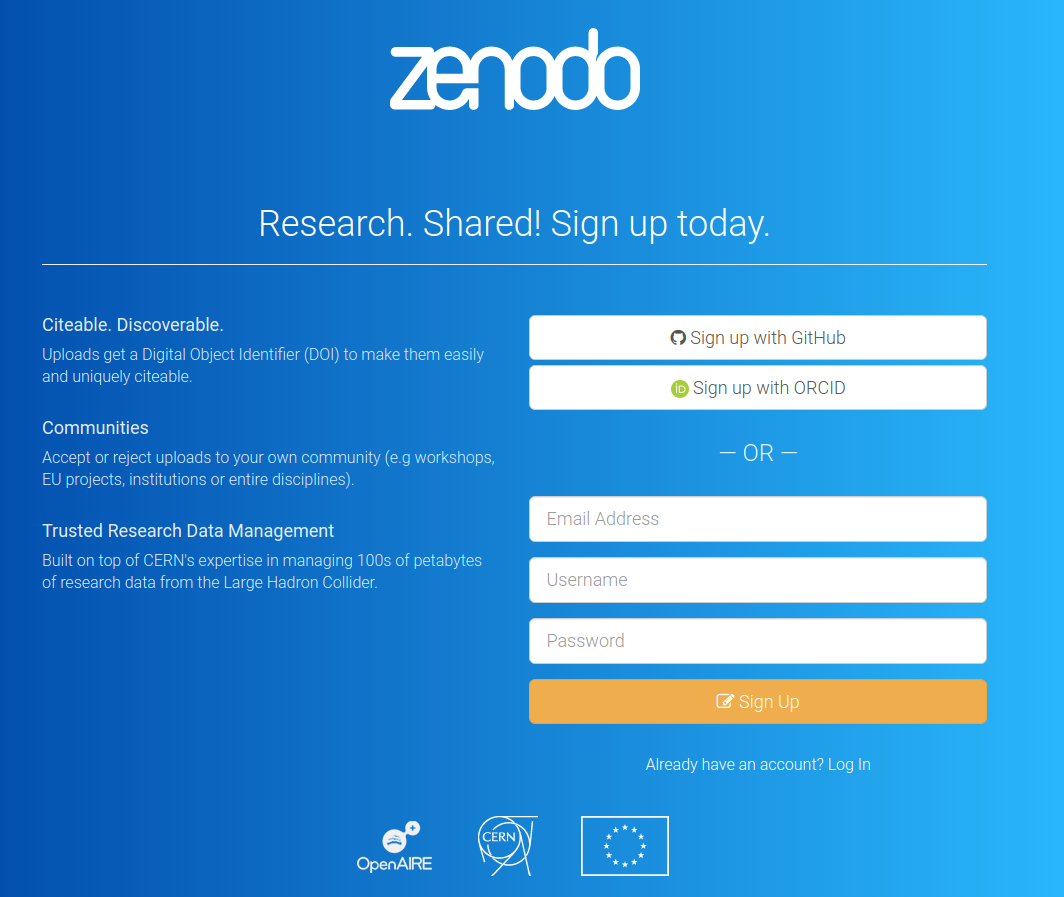 zenodo
Research. Shared! Sign up today.
Citeable. Discoverable.
Uploads get a Digital Object Identifier (DOI) to make them easily
and uniquely citeable.
Communities
Accept or reject uploads to your own community (e.g workshops,
EU projects, institutions or entire disciplines).
Trusted Research Data Management
Built on top of CERN's expertise in managing 100s of petabytes
of research data from the Large Hadron Collider.
Sign up with GitHub
iD Sign up with ORCID
— OR —
Email Address
Username
Password
Sign Up
Already have an account? Log In
OpenAIRE
CERN